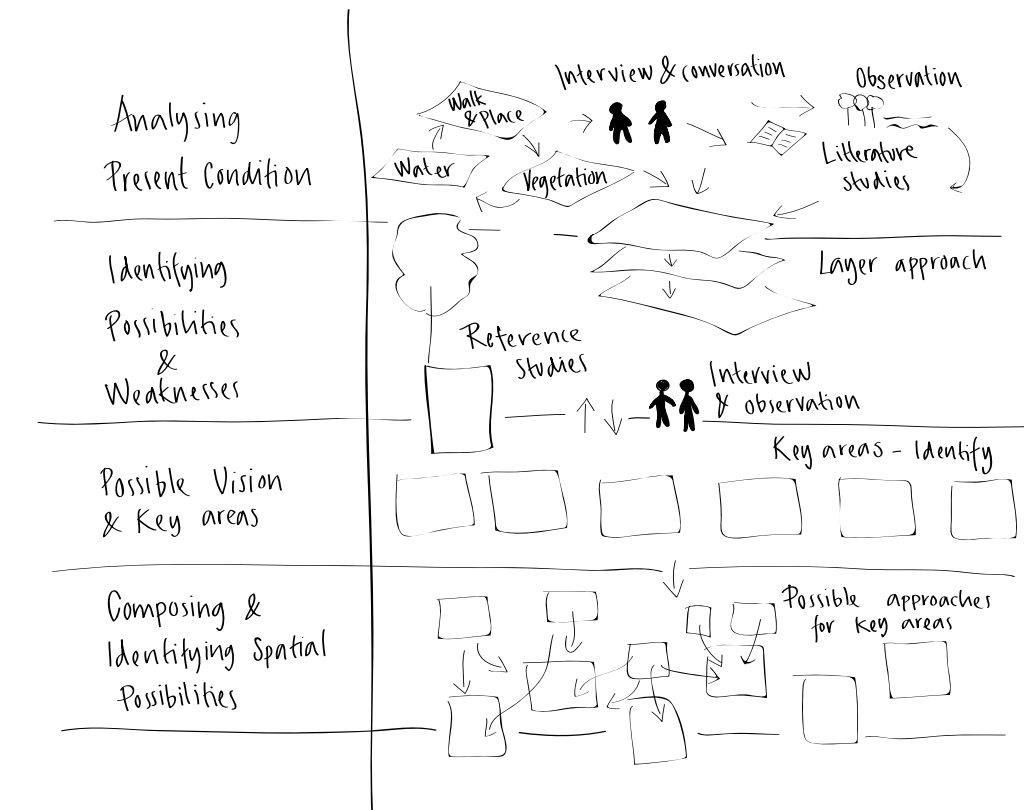 Analysing
Present Condition
Walk
& Place
Water
Vegetation
Interview & conversation
Observation
Litterature
studies
Identifying
Possibilities
&
Weaknesses
Layer approach
Reference
Studies
Interview
& observation
Possible Vision
& Key areas
Key areas - Identify
Composing &
Identifying Spatial
Possibilities
Possible approaches
for Key areas